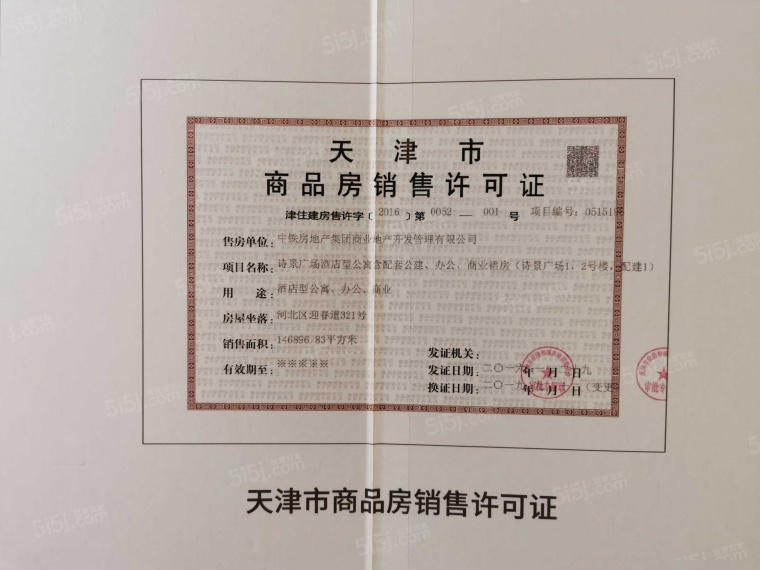 天津市
商品房销售许可证
津住建房售许字〔2016〕第0052—001号 项目编号：051519
售房单位：中铁房地产集团商业地产开发管理有限公司
项目名称：诗景广场酒店型公寓含配套公建、办公、商业裙房（诗景广场1，2号楼，配建1）
用途：酒店型公寓、办公、商业
房屋坐落：河北区迎春道321号
销售面积：146896.83平方米
有效期至：※※※※※
发证机关：
发证日期：二〇一六年 月 日九
换证日期：二〇一九年 月 日（变更
天津市商品房销售许可证
5i5j.com